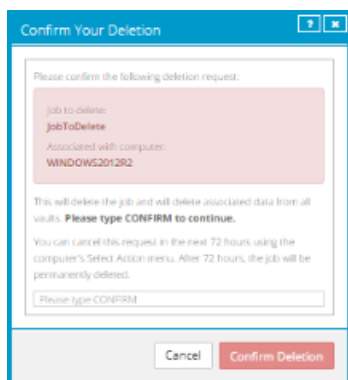 Confirm Your Deletion
Please confirm the following deletion request:
Job to delete:
JobToDelete
Associated with computer:
WINDOWS2012R2
This will delete the job and will delete associated data from all
vaults. Please type CONFIRM to continue.
You can cancel this request in the next 72 hours using the
computer's Select Action menu. After 72 hours, the job will be
permanently deleted.
Please type CONFIRM
Cancel
Confirm Deletion